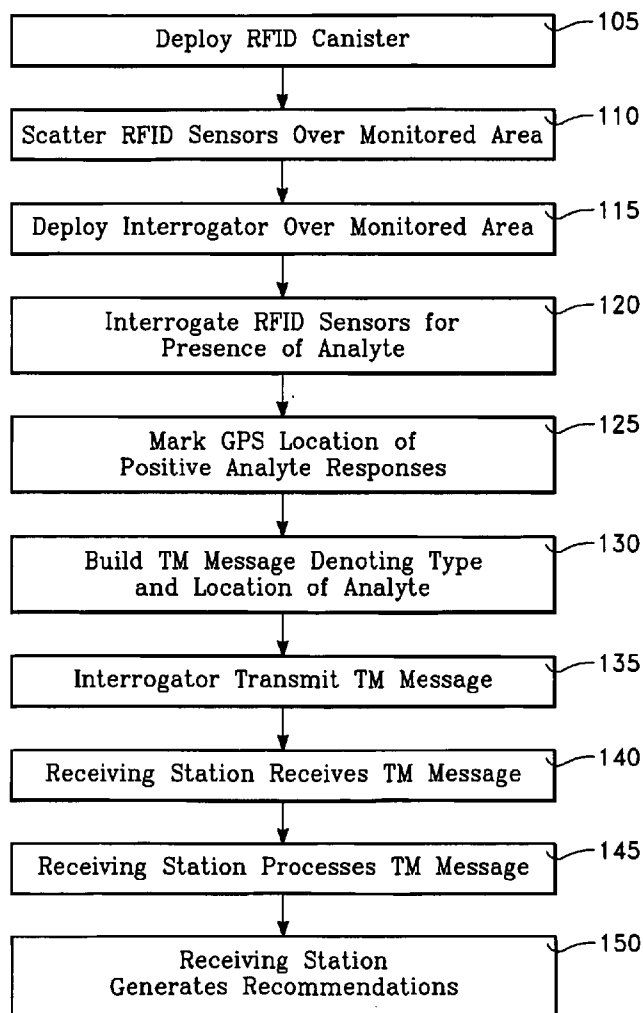 Deploy RFID Canister
105
Scatter RFID Sensors Over Monitored Area
110
Deploy Interrogator Over Monitored Area
115
Interrogate RFID Sensors for
Presence of Analyte
120
Mark GPS Location of
Positive Analyte Responses
125
Build TM Message Denoting Type
and Location of Analyte
130
Interrogator Transmit TM Message
135
Receiving Station Receives TM Message
140
Receiving Station Processes TM Message
145
Receiving Station
Generates Recommendations
150